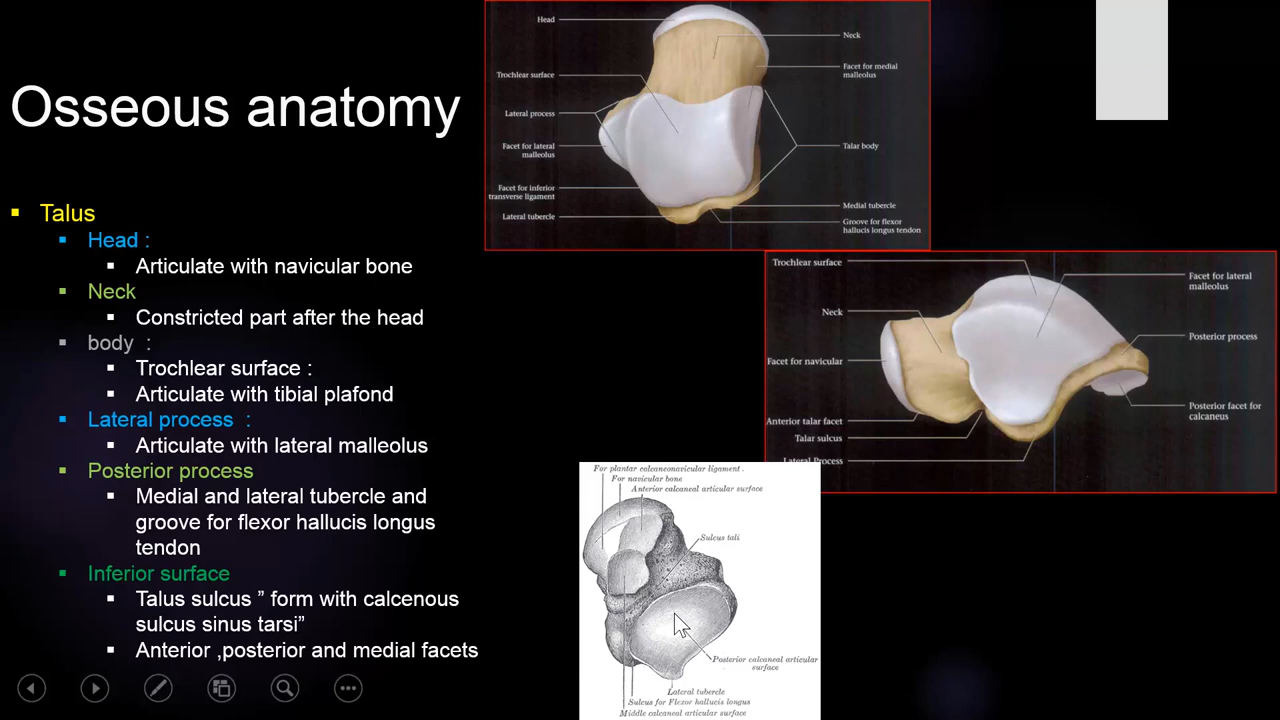 Osseous anatomy
Talus
Head :
Articulate with navicular bone
Neck
Constricted part after the head
body :
Trochlear surface :
Articulate with tibial plafond
Lateral process :
Articulate with lateral malleolus
Posterior process
Medial and lateral tubercle and
groove for flexor hallucis longus
tendon
Inferior surface
Talus sulcus ” form with calcenous
sulcus sinus tarsi”
Anterior ,posterior and medial facets
Head
Trochlear surface
Lateral process
Facet for lateral
malleolus
Facet for inferior
transverse ligament
Lateral tubercle
Neck
Facet for medial
malleolus
Talar body
Medial tubercle
Groove for flexor
hallucis longus tendon
Trochlear surface
Neck
Facet for navicular
Anterior talar facet
Talar sulcus
Lateral Process
Facet for lateral
malleolus
Posterior process
Posterior facet for
calcaneus
For plantar calcaneonavicular ligament .
For navicular bone
Anterior calcaneal articular surface
Sulcus tali
Posterior calcaneal articular
surface
Lateral tubercle
Sulcus for Flexor hallucis longus
Middle calcaneal articular surface